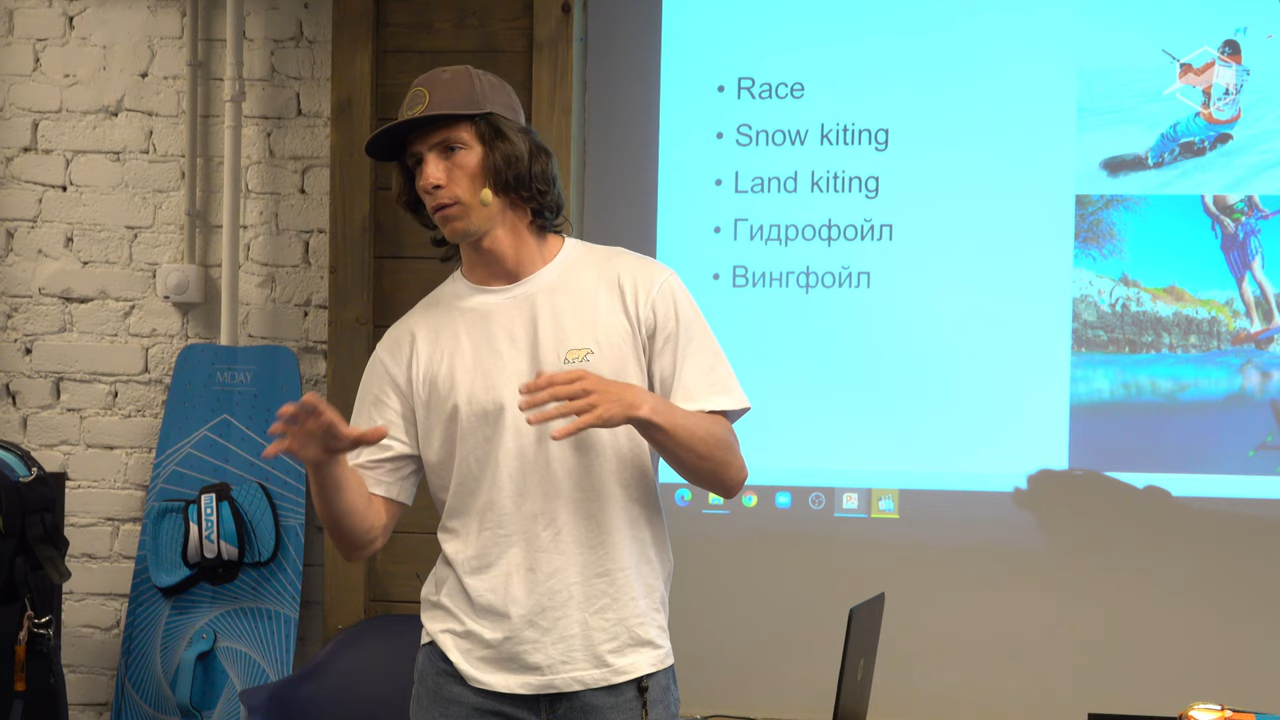 • Race
• Snow kiting
• Land kiting
• Гидрофойл
• Вингфойл
MDAY
MDAY